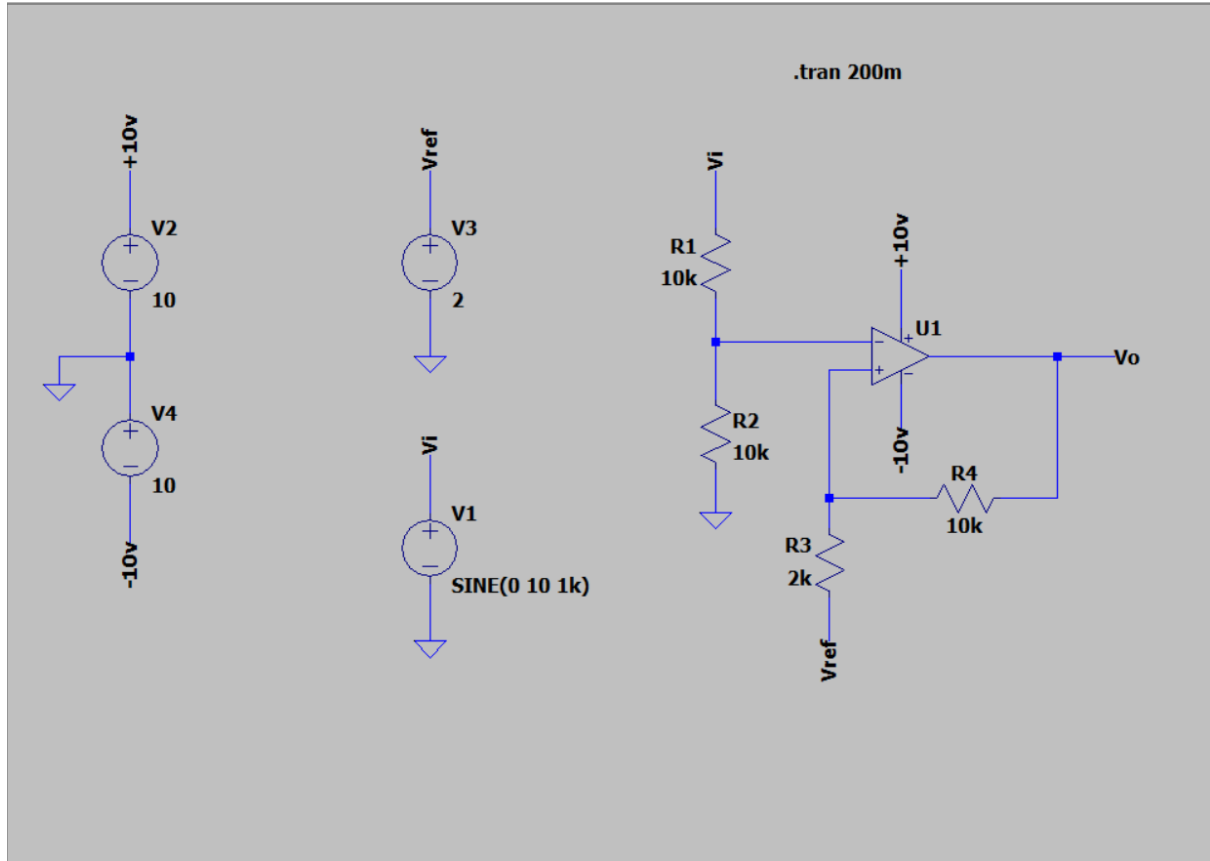 .tran 200m
+10v
V2
10
V4
10
-10v
Vref
V3
2
Vi
V1
SINE(0 10 1k)
Vi
R1
10k
R2
10k
+10v
U1
-10v
Vo
R4
10k
R3
2k
Vref